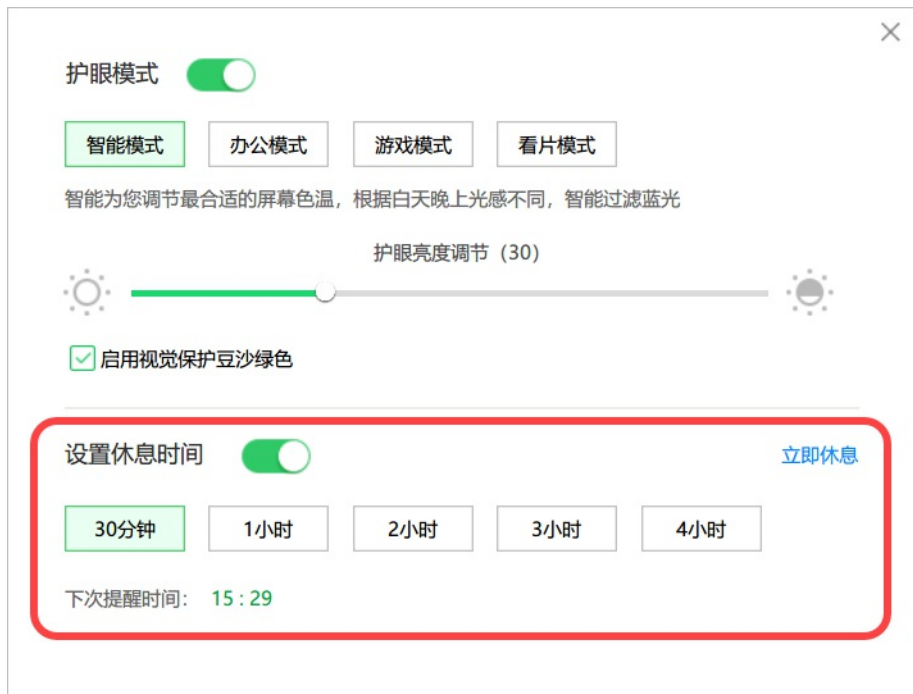 护眼模式
智能模式 办公模式 游戏模式 看片模式
智能为您调节最合适的屏幕色温，根据白天晚上光感不同，智能过滤蓝光
护眼亮度调节（30）
启用视觉保护豆沙绿色
设置休息时间 立即休息
30分钟 1小时 2小时 3小时 4小时
下次提醒时间： 15 : 29